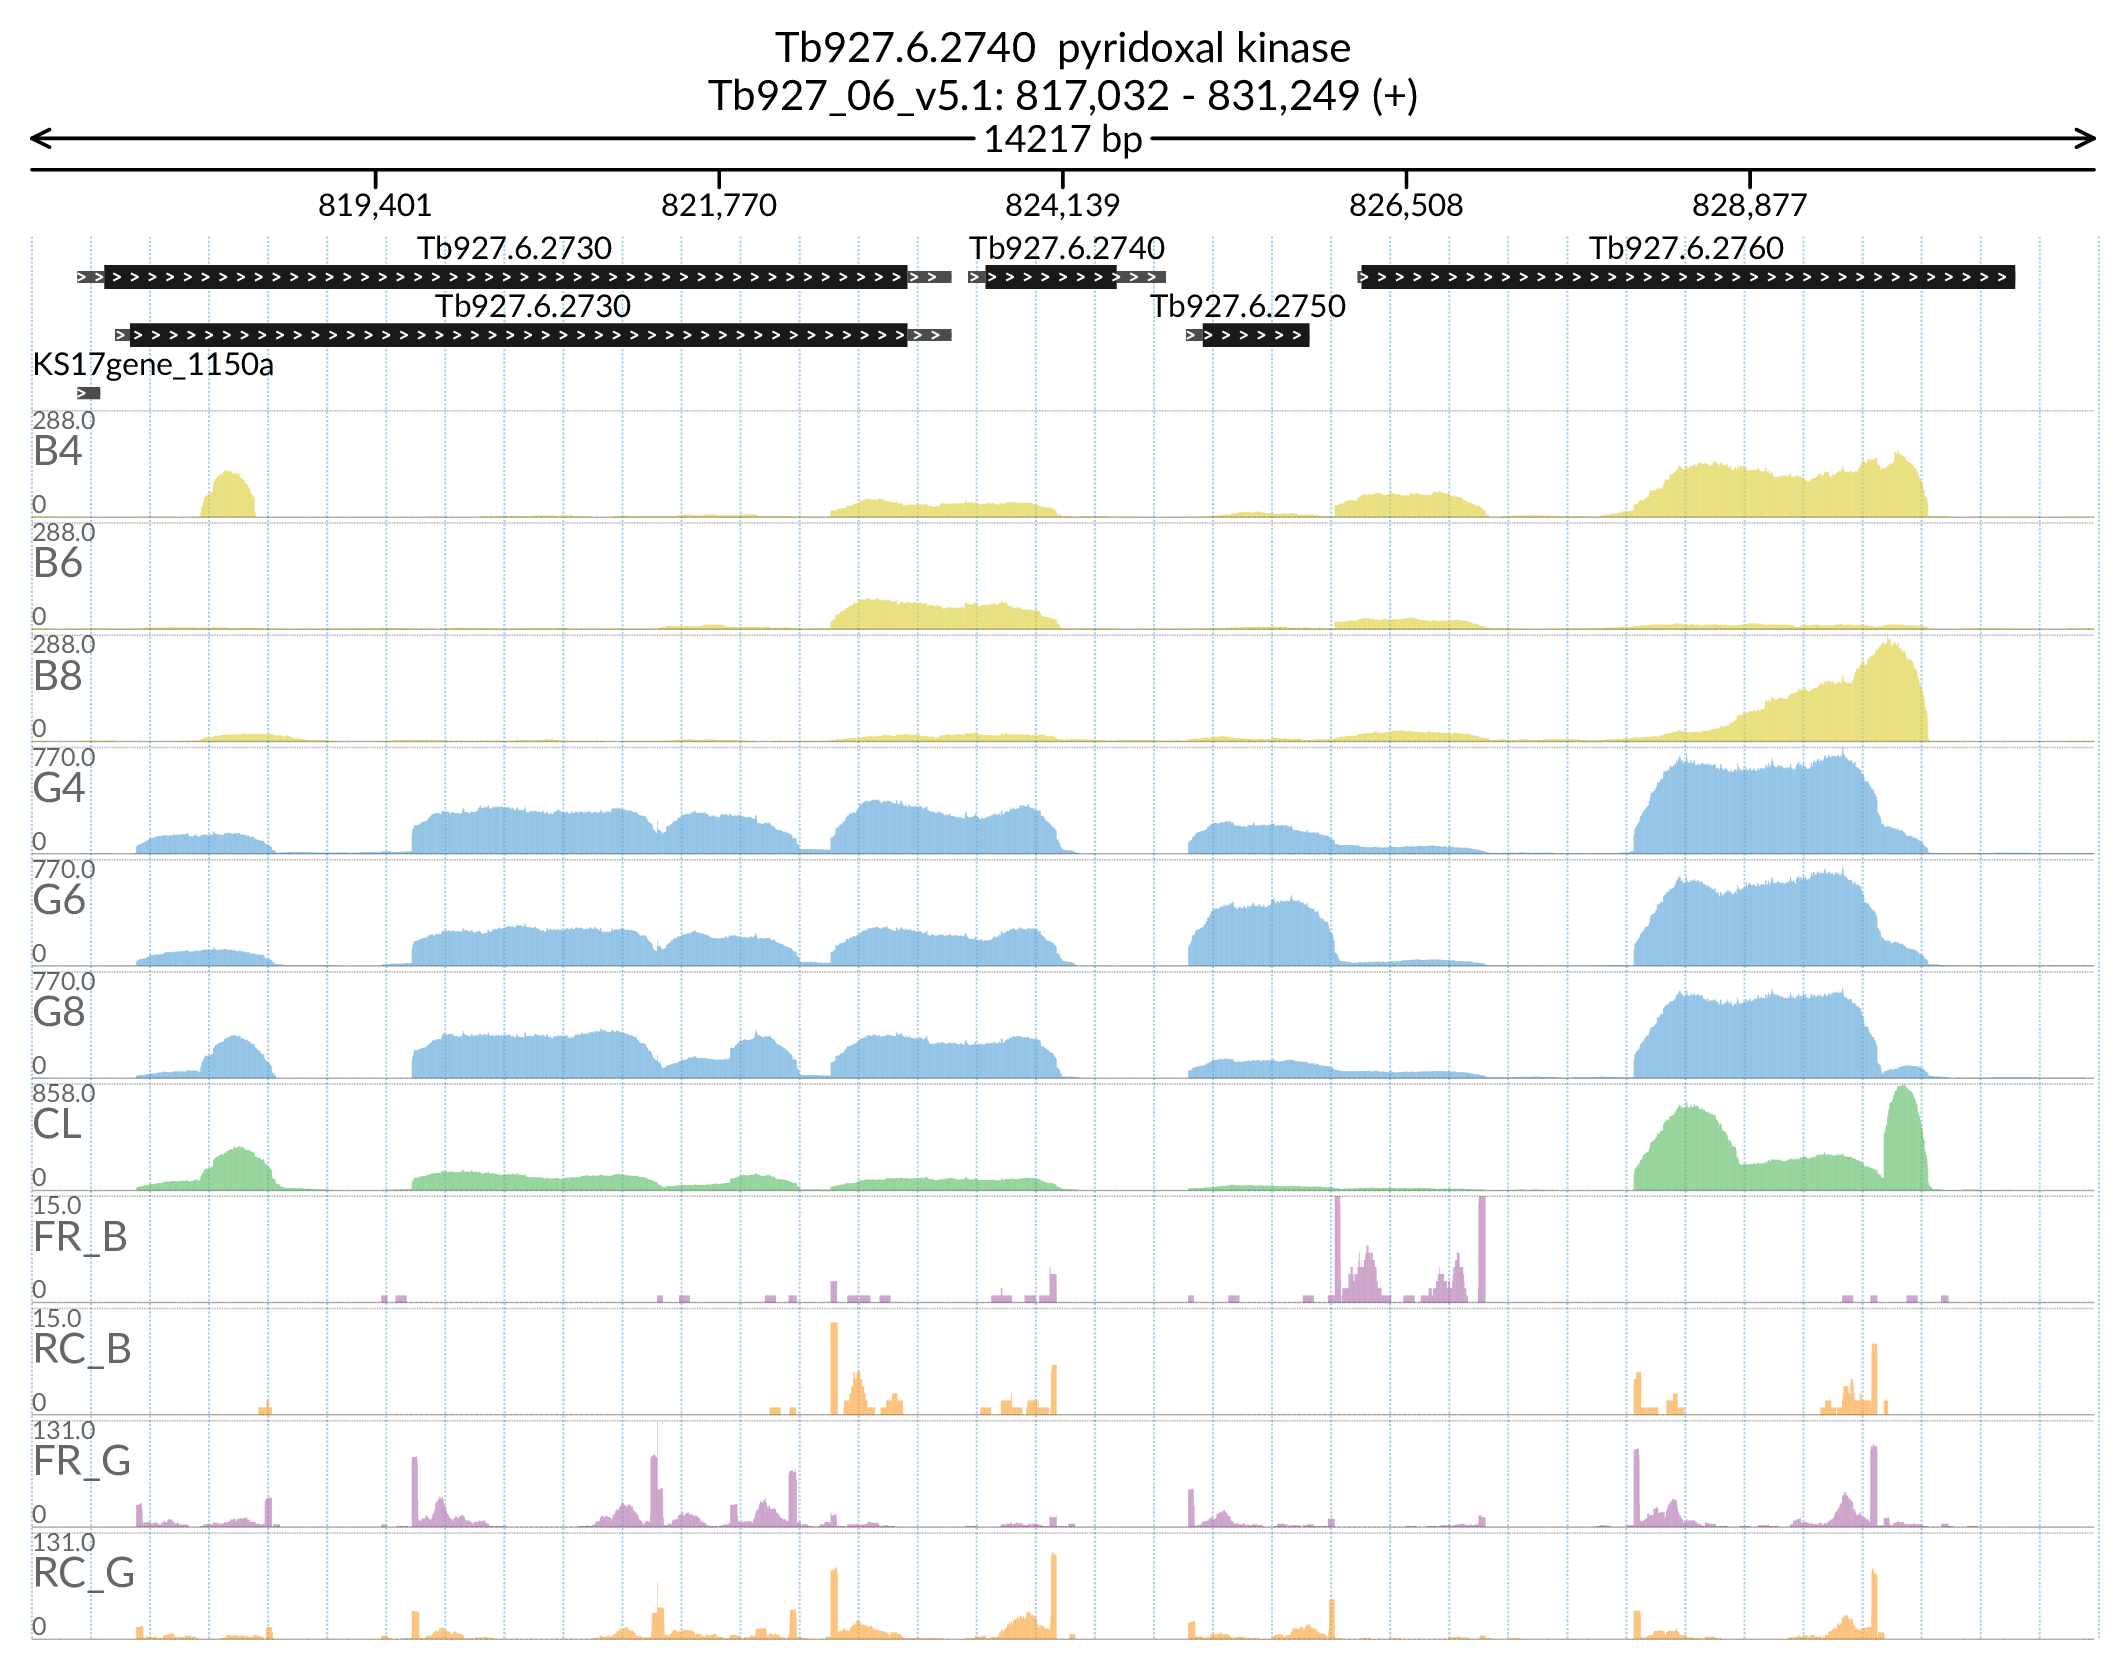 Tb927.6.2740  pyridoxal kinase
Tb927_06_v5.1: 817,032 - 831,249 (+)
14217 bp
819,401 821,770 824,139 826,508 828,877
Tb927.6.2730 Tb927.6.2740 Tb927.6.2760
Tb927.6.2730 Tb927.6.2750
KS17gene_1150a
288.0
B4
0
288.0
B6
0
288.0
B8
0
770.0
G4
0
770.0
G6
0
770.0
G8
0
858.0
CL
0
15.0
FR_B
0
15.0
RC_B
0
131.0
FR_G
0
131.0
RC_G
0